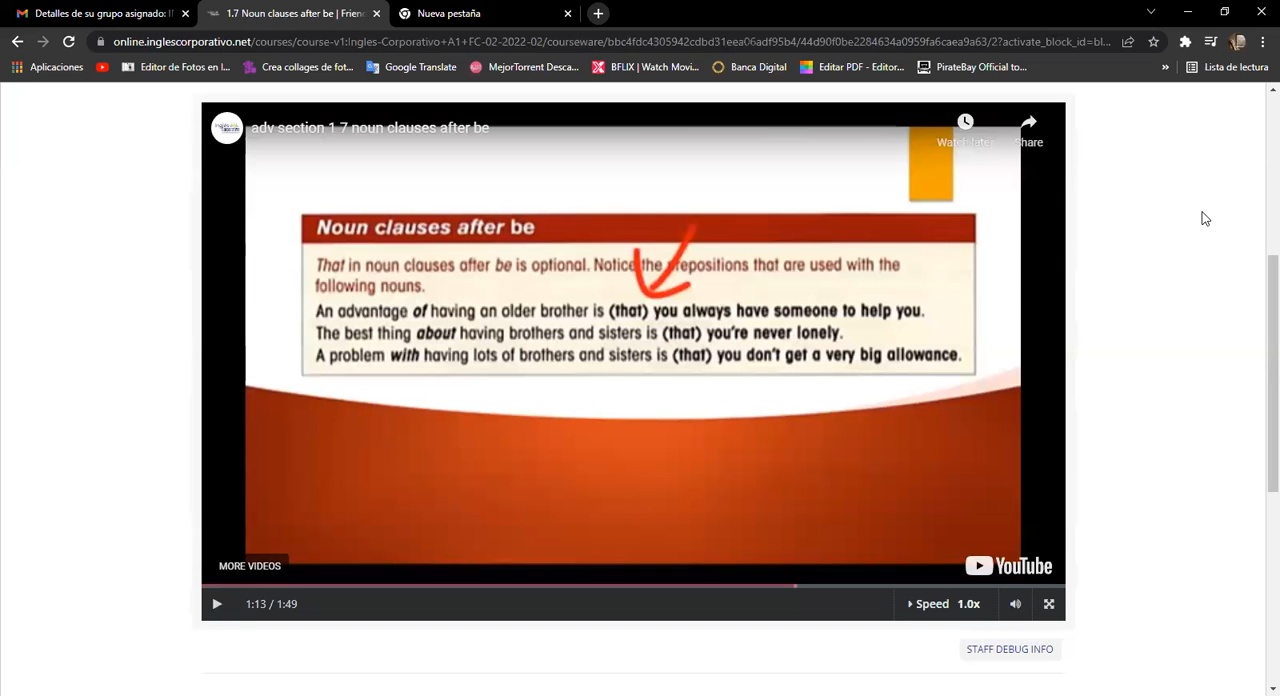 Detalles de su grupo asignado: I
1.7 Noun clauses after be | Frien
Nueva pestaña
online.inglescorporativo.net/courses/course-v1:Ingles-Corporativo+A1+FC-02-2022-02/courseware/bbc4fdc4305942cdbd31eea06adf95b4/44d90f0be2284634a0959fa6caea9a63/2?activate_block_id=bl...
Aplicaciones
Editor de Fotos en l...
Crea collages de fot...
Google Translate
MejorTorrent Desca...
BFLIX | Watch Movi...
Banca Digital
Editar PDF - Editor...
PirateBay Official to...
»
Lista de lectura
adv section 1 7 noun clauses after be
Watch later
Share
Noun clauses after be
That in noun clauses after be is optional. Notice the prepositions that are used with the
following nouns.
An advantage of having an older brother is (that) you always have someone to help you.
The best thing about having brothers and sisters is (that) you're never lonely.
A problem with having lots of brothers and sisters is (that) you don't get a very big allowance.
MORE VIDEOS
YouTube
1:13 / 1:49
Speed 1.0x
STAFF DEBUG INFO